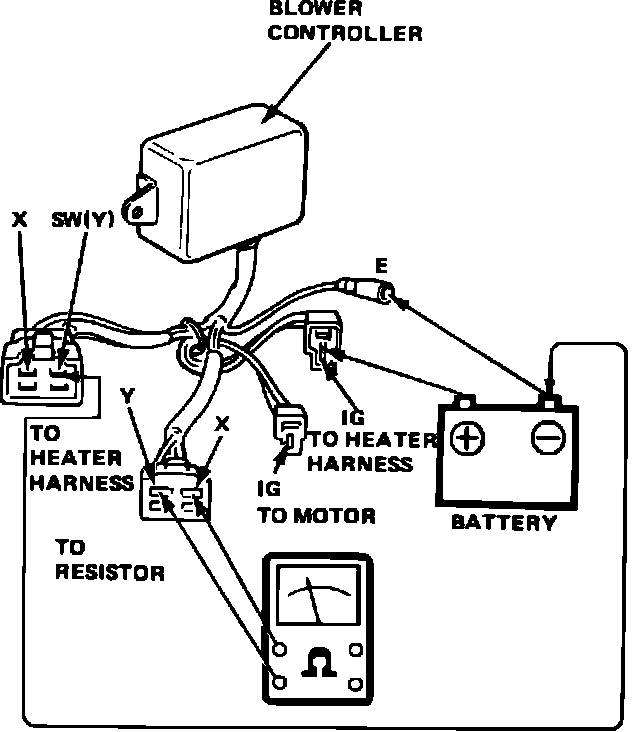 BLOWER
CONTROLLER
X SW(Y)
E
Y
X
TO
HEATER
HARNESS
IG
TO HEATER
HARNESS
IG
TO MOTOR
+
−
BATTERY
TO
RESISTOR
Ω